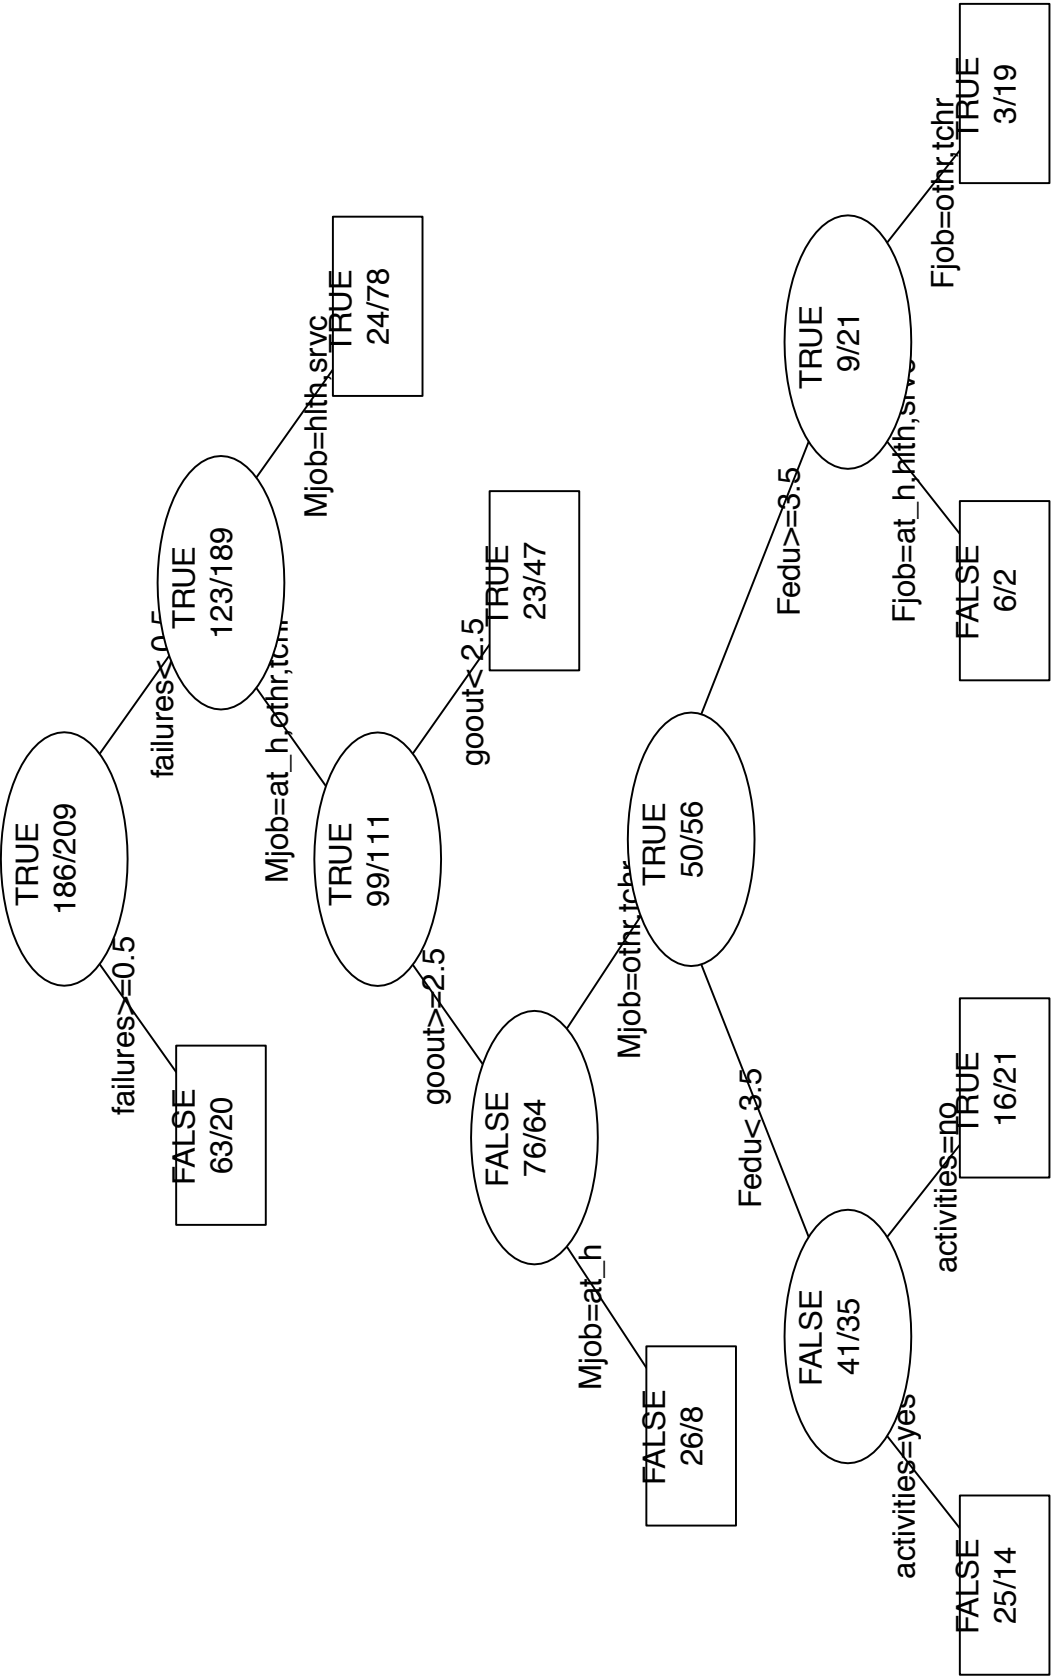 TRUE
186/209
failures>=0.5
failures< 0.5
FALSE
63/20
TRUE
123/189
Mjob=at_h,othr,tchr
Mjob=hlth,srvc
TRUE
99/111
TRUE
24/78
goout>=2.5
goout< 2.5
FALSE
76/64
TRUE
23/47
Mjob=at_h
Mjob=othr,tchr
FALSE
26/8
TRUE
50/56
Fedu< 3.5
Fedu>=3.5
FALSE
41/35
TRUE
9/21
activities=yes
activities=no
Fjob=at_h,hlth,srvc
Fjob=othr,tchr
FALSE
25/14
TRUE
16/21
FALSE
6/2
TRUE
3/19